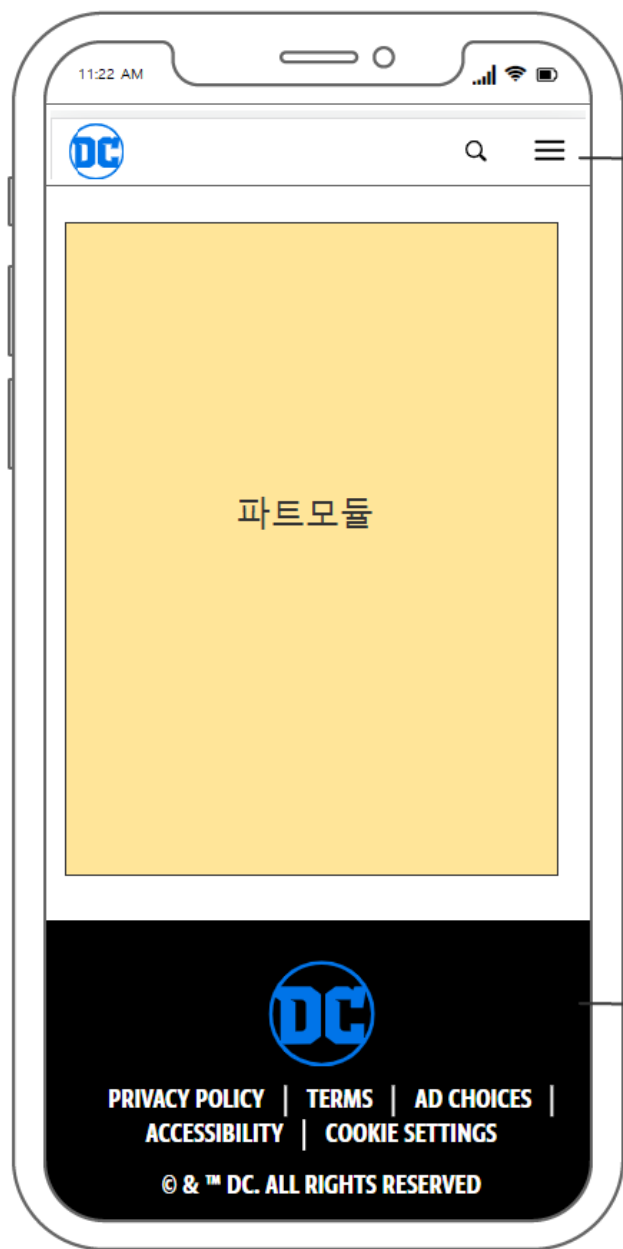 11:22 AM
DC
파트모듈
DC
PRIVACY POLICY | TERMS | AD CHOICES |
ACCESSIBILITY | COOKIE SETTINGS
© & ™ DC. ALL RIGHTS RESERVED